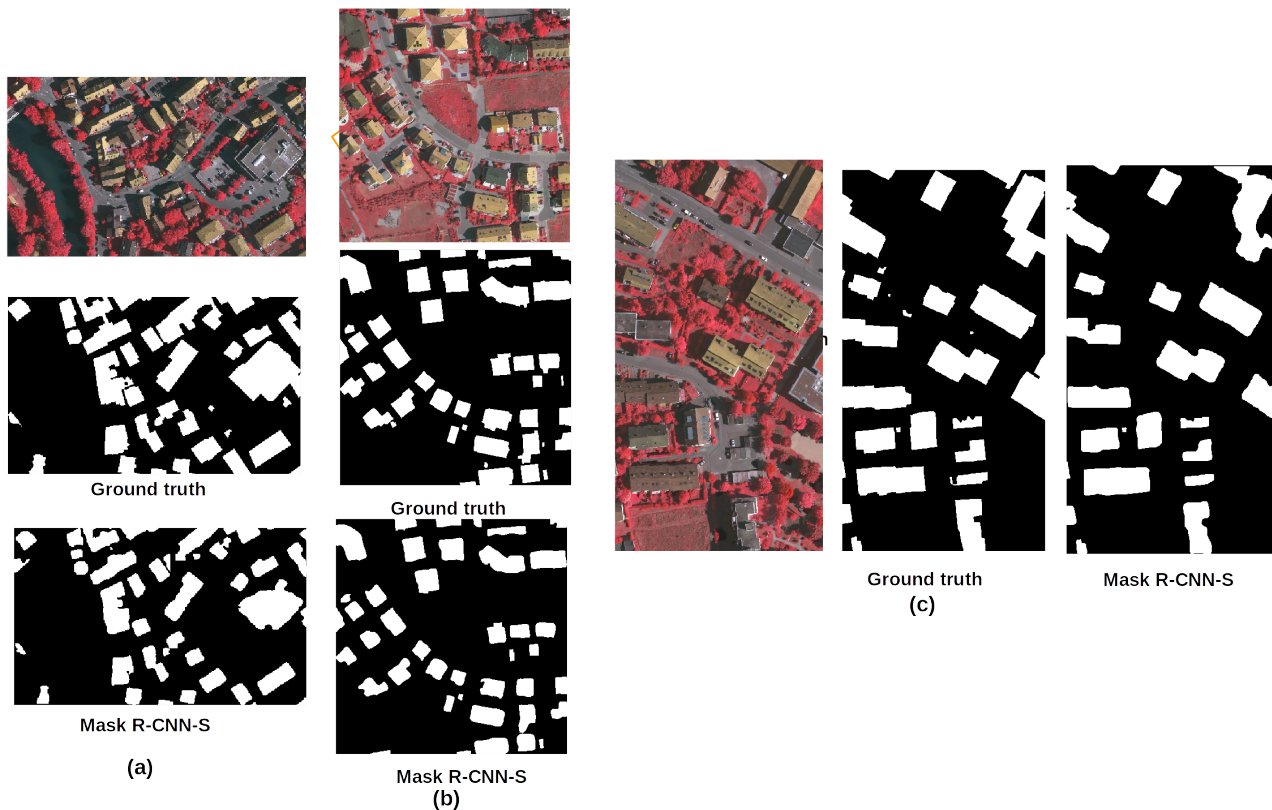 Ground truth
Mask R-CNN-S
(a)
Ground truth
Mask R-CNN-S
(b)
Ground truth
Mask R-CNN-S
(c)